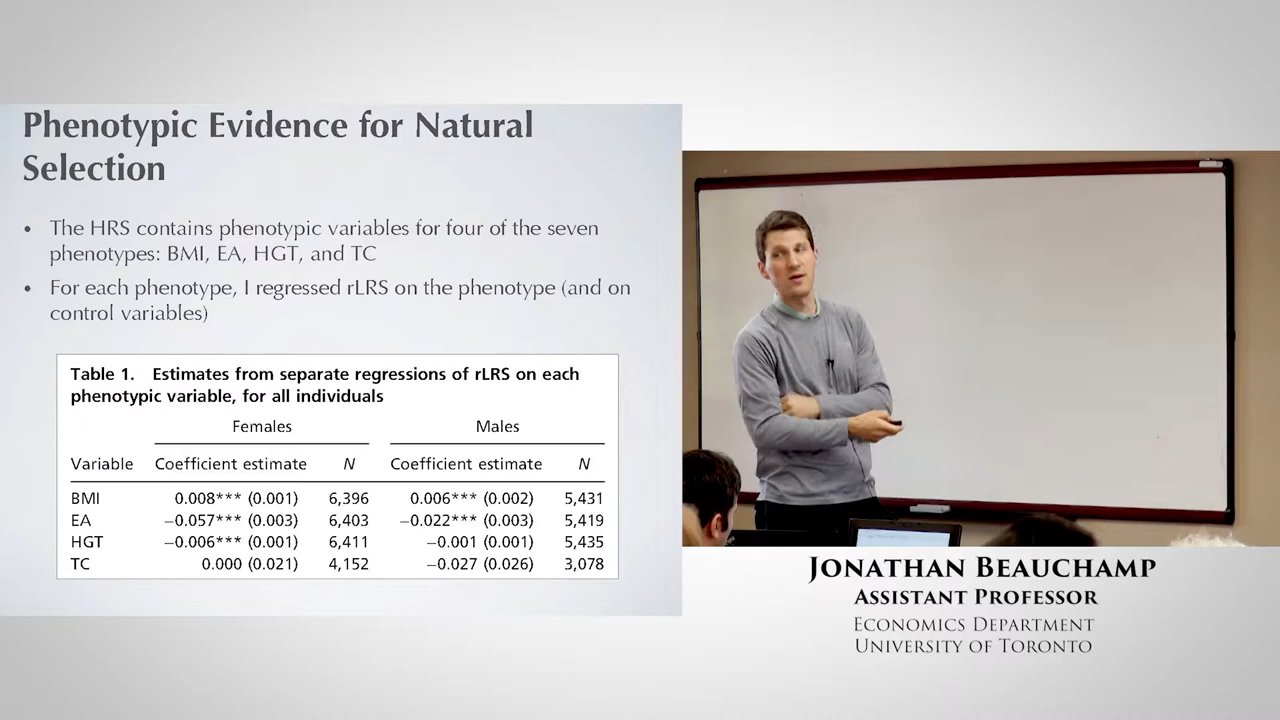 Phenotypic Evidence for Natural
Selection
• The HRS contains phenotypic variables for four of the seven
phenotypes: BMI, EA, HGT, and TC
• For each phenotype, I regressed rLRS on the phenotype (and on
control variables)
Table 1. Estimates from separate regressions of rLRS on each
phenotypic variable, for all individuals
Females Males
Variable Coefficient estimate N Coefficient estimate N
BMI 0.008*** (0.001) 6,396 0.006*** (0.002) 5,431
EA −0.057*** (0.003) 6,403 −0.022*** (0.003) 5,419
HGT −0.006*** (0.001) 6,411 −0.001 (0.001) 5,435
TC 0.000 (0.021) 4,152 −0.027 (0.026) 3,078
Jonathan Beauchamp
Assistant Professor
Economics Department
University of Toronto